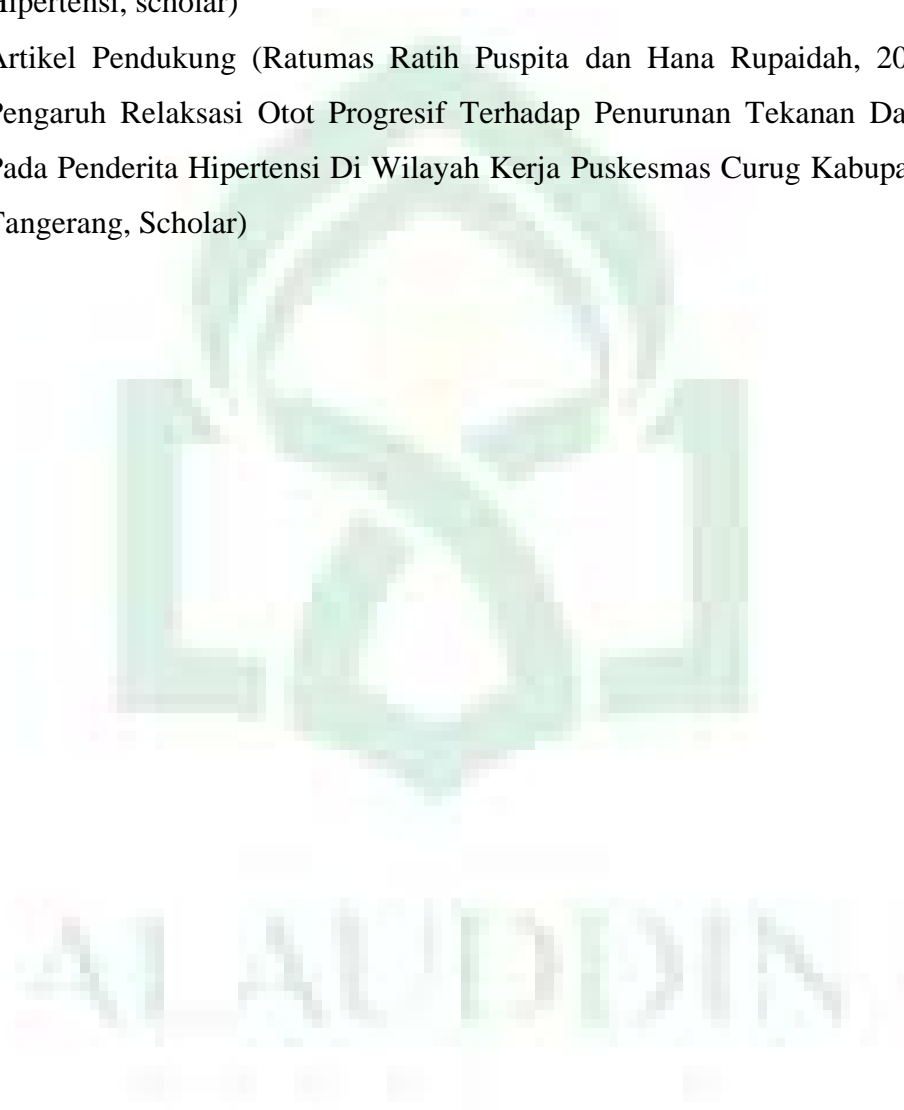 Hipertensi, scholar)
Artikel Pendukung (Ratumas Ratih Puspita dan Hana Rupaidah, 20
Pengaruh Relaksasi Otot Progresif Terhadap Penurunan Tekanan Da
Pada Penderita Hipertensi Di Wilayah Kerja Puskesmas Curug Kabupa
Tangerang, Scholar)
ALAUDDIN